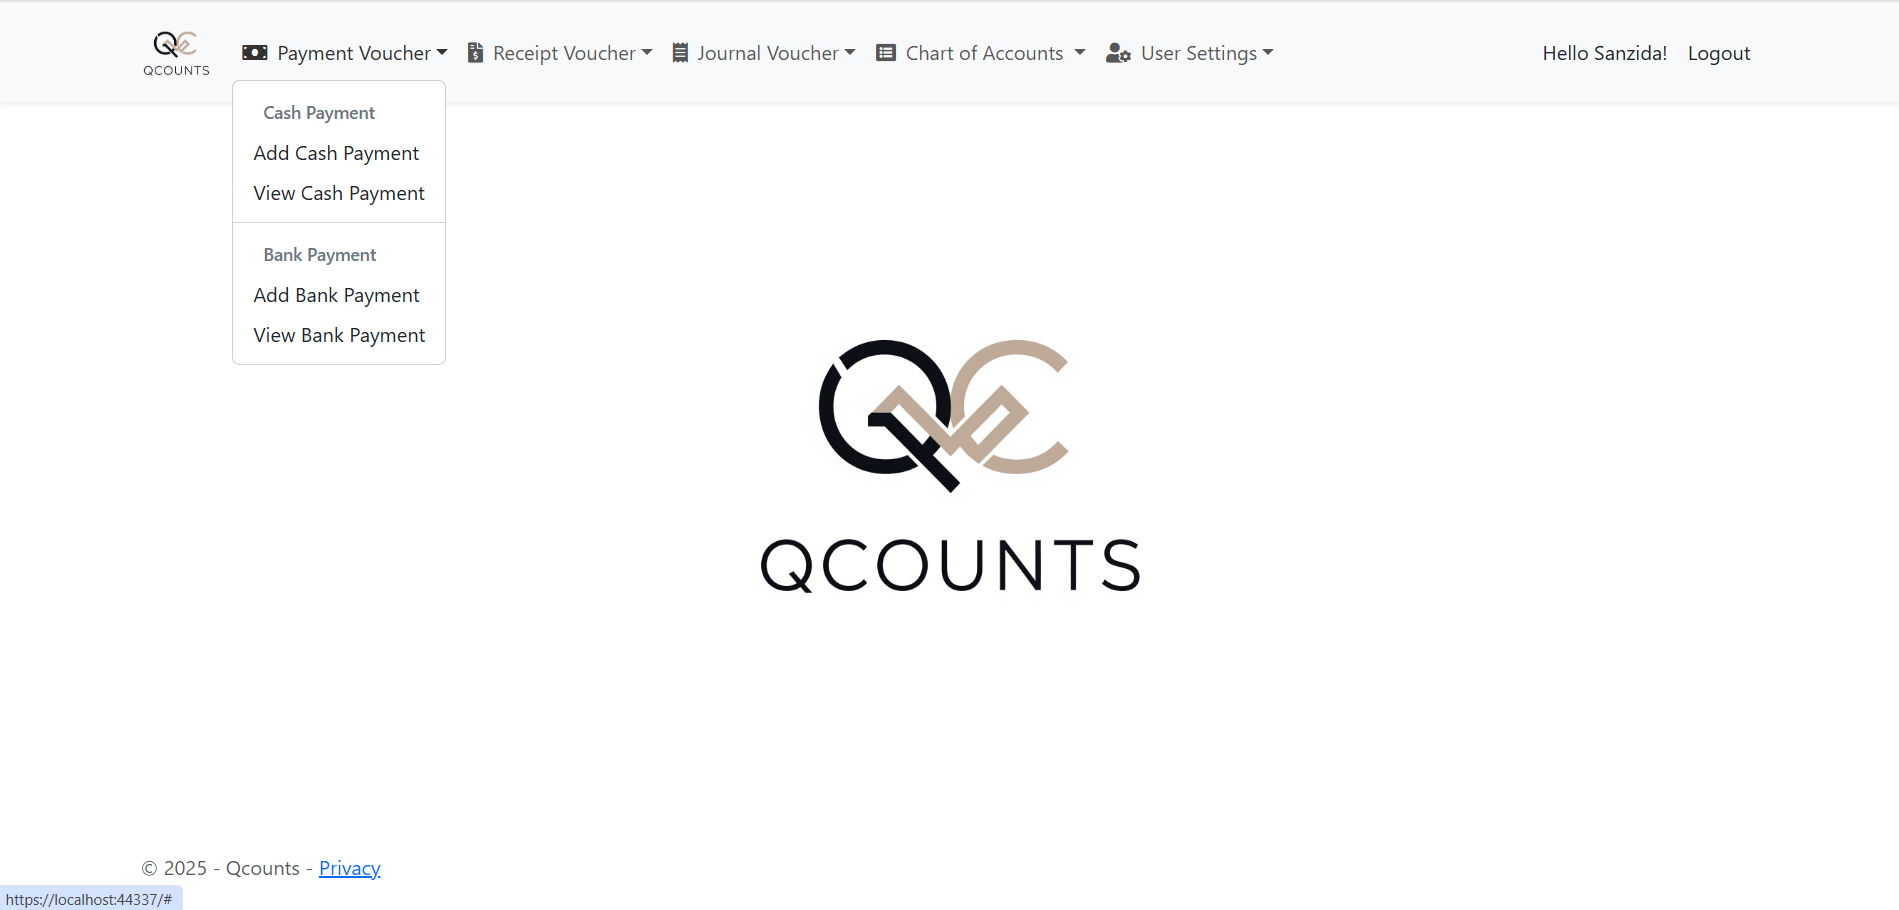 QCOUNTS
Payment Voucher Receipt Voucher Journal Voucher Chart of Accounts User Settings Hello Sanzida! Logout
Cash Payment
Add Cash Payment
View Cash Payment
Bank Payment
Add Bank Payment
View Bank Payment
QC
QCOUNTS
© 2025 - Qcounts - Privacy
https://localhost:44337/#